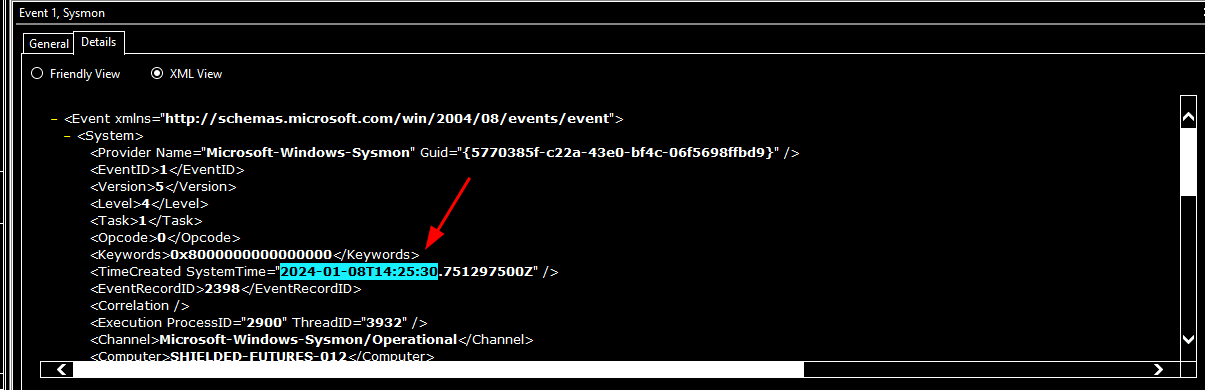 Event 1, Sysmon
General Details
Friendly View XML View
– <Event xmlns="http://schemas.microsoft.com/win/2004/08/events/event">
– <System>
<Provider Name="Microsoft-Windows-Sysmon" Guid="{5770385f-c22a-43e0-bf4c-06f5698ffbd9}" />
<EventID>1</EventID>
<Version>5</Version>
<Level>4</Level>
<Task>1</Task>
<Opcode>0</Opcode>
<Keywords>0x8000000000000000</Keywords>
<TimeCreated SystemTime="2024-01-08T14:25:30.751297500Z" />
<EventRecordID>2398</EventRecordID>
<Correlation />
<Execution ProcessID="2900" ThreadID="3932" />
<Channel>Microsoft-Windows-Sysmon/Operational</Channel>
<Computer>SHIELDED-FUTURES-012</Computer>